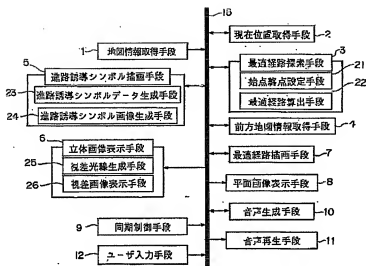 15
1
地図情報取得手段
現在位置取得手段
2
3
5
進路誘導シンボル描画手段
23
進路誘導シンボルデータ生成手段
24
進路誘導シンボル画像生成手段
最適経路探索手段
21
始点終点設定手段
22
最適経路算出手段
前方地図情報取得手段
4
6
立体画像表示手段
25
視差光線生成手段
26
視差画像表示手段
最適経路描画手段
7
平面画像表示手段
8
9
同期制御手段
音声生成手段
10
12
ユーザ入力手段
音声再生手段
11